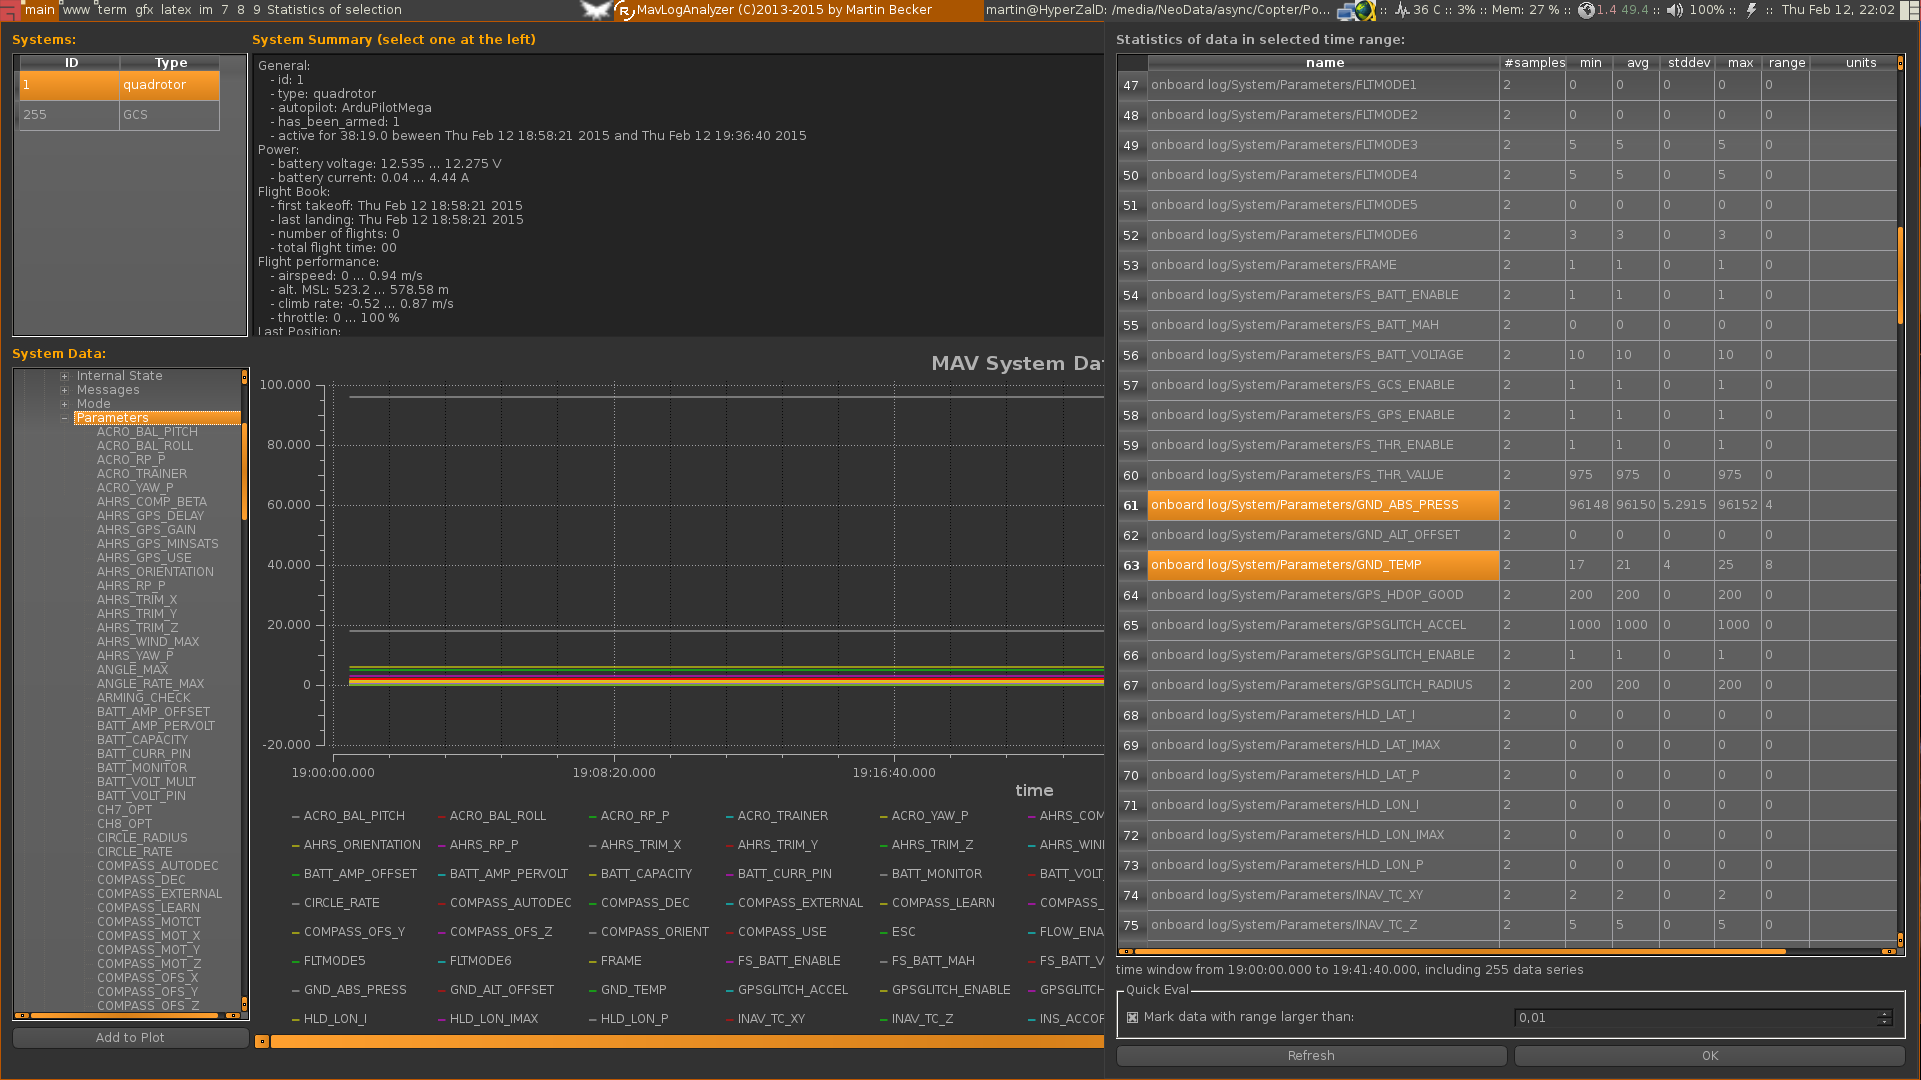 main www term gfx latex im 7 8 9 Statistics of selection
MavLogAnalyzer (C)2013-2015 by Martin Becker
martin@HyperZaID: /media/NeoData/async/Copter/Po...
:: 36 C :: 3% :: Mem: 27 % :: 1.4 49.4 :: 100% :: :: Thu Feb 12, 22:02
Systems:
ID Type
1 quadrotor
255 GCS
System Summary (select one at the left)
General:
- id: 1
- type: quadrotor
- autopilot: ArduPilotMega
- has_been_armed: 1
- active for 38:19.0 beween Thu Feb 12 18:58:21 2015 and Thu Feb 12 19:36:40 2015
Power:
- battery voltage: 12.535 ... 12.275 V
- battery current: 0.04 ... 4.44 A
Flight Book:
- first takeoff: Thu Feb 12 18:58:21 2015
- last landing: Thu Feb 12 18:58:21 2015
- number of flights: 0
- total flight time: 00
Flight performance:
- airspeed: 0 ... 0.94 m/s
- alt. MSL: 523.2 ... 578.58 m
- climb rate: -0.52 ... 0.87 m/s
- throttle: 0 ... 100 %
Last Position:
System Data:
Internal State
Messages
Mode
Parameters
ACRO_BAL_PITCH
ACRO_BAL_ROLL
ACRO_RP_P
ACRO_TRAINER
ACRO_YAW_P
AHRS_COMP_BETA
AHRS_GPS_DELAY
AHRS_GPS_GAIN
AHRS_GPS_MINSATS
AHRS_GPS_USE
AHRS_ORIENTATION
AHRS_RP_P
AHRS_TRIM_X
AHRS_TRIM_Y
AHRS_TRIM_Z
AHRS_WIND_MAX
AHRS_YAW_P
ANGLE_MAX
ANGLE_RATE_MAX
ARMING_CHECK
BATT_AMP_OFFSET
BATT_AMP_PERVOLT
BATT_CAPACITY
BATT_CURR_PIN
BATT_MONITOR
BATT_VOLT_MULT
BATT_VOLT_PIN
CH7_OPT
CH8_OPT
CIRCLE_RADIUS
CIRCLE_RATE
COMPASS_AUTODEC
COMPASS_DEC
COMPASS_EXTERNAL
COMPASS_LEARN
COMPASS_MOTCT
COMPASS_MOT_X
COMPASS_MOT_Y
COMPASS_MOT_Z
COMPASS_OFS_X
COMPASS_OFS_Y
COMPASS_OFS_Z
Add to Plot
MAV System Da
100.000
80.000
60.000
40.000
20.000
0
-20.000
19:00:00.000 19:08:20.000 19:16:40.000
time
ACRO_BAL_PITCH ACRO_BAL_ROLL ACRO_RP_P ACRO_TRAINER ACRO_YAW_P AHRS_COM
AHRS_ORIENTATION AHRS_RP_P AHRS_TRIM_X AHRS_TRIM_Y AHRS_TRIM_Z AHRS_WIN
BATT_AMP_OFFSET BATT_AMP_PERVOLT BATT_CAPACITY BATT_CURR_PIN BATT_MONITOR BATT_VOLT_
CIRCLE_RATE COMPASS_AUTODEC COMPASS_DEC COMPASS_EXTERNAL COMPASS_LEARN COMPASS_
COMPASS_OFS_Y COMPASS_OFS_Z COMPASS_ORIENT COMPASS_USE ESC FLOW_ENA
FLTMODE5 FLTMODE6 FRAME FS_BATT_ENABLE FS_BATT_MAH FS_BATT_V
GND_ABS_PRESS GND_ALT_OFFSET GND_TEMP GPSGLITCH_ACCEL GPSGLITCH_ENABLE GPSGLITCH
HLD_LON_I HLD_LON_IMAX HLD_LON_P INAV_TC_XY INAV_TC_Z INS_ACCOF
Statistics of data in selected time range:
name #samples min avg stddev max range units
47 onboard log/System/Parameters/FLTMODE1 2 0 0 0 0 0
48 onboard log/System/Parameters/FLTMODE2 2 0 0 0 0 0
49 onboard log/System/Parameters/FLTMODE3 2 5 5 0 5 0
50 onboard log/System/Parameters/FLTMODE4 2 5 5 0 5 0
51 onboard log/System/Parameters/FLTMODE5 2 0 0 0 0 0
52 onboard log/System/Parameters/FLTMODE6 2 3 3 0 3 0
53 onboard log/System/Parameters/FRAME 2 1 1 0 1 0
54 onboard log/System/Parameters/FS_BATT_ENABLE 2 1 1 0 1 0
55 onboard log/System/Parameters/FS_BATT_MAH 2 0 0 0 0 0
56 onboard log/System/Parameters/FS_BATT_VOLTAGE 2 10 10 0 10 0
57 onboard log/System/Parameters/FS_GCS_ENABLE 2 1 1 0 1 0
58 onboard log/System/Parameters/FS_GPS_ENABLE 2 1 1 0 1 0
59 onboard log/System/Parameters/FS_THR_ENABLE 2 1 1 0 1 0
60 onboard log/System/Parameters/FS_THR_VALUE 2 975 975 0 975 0
61 onboard log/System/Parameters/GND_ABS_PRESS 2 96148 96150 5.2915 96152 4
62 onboard log/System/Parameters/GND_ALT_OFFSET 2 0 0 0 0 0
63 onboard log/System/Parameters/GND_TEMP 2 17 21 4 25 8
64 onboard log/System/Parameters/GPS_HDOP_GOOD 2 200 200 0 200 0
65 onboard log/System/Parameters/GPSGLITCH_ACCEL 2 1000 1000 0 1000 0
66 onboard log/System/Parameters/GPSGLITCH_ENABLE 2 1 1 0 1 0
67 onboard log/System/Parameters/GPSGLITCH_RADIUS 2 200 200 0 200 0
68 onboard log/System/Parameters/HLD_LAT_I 2 0 0 0 0 0
69 onboard log/System/Parameters/HLD_LAT_IMAX 2 0 0 0 0 0
70 onboard log/System/Parameters/HLD_LAT_P 2 0 0 0 0 0
71 onboard log/System/Parameters/HLD_LON_I 2 0 0 0 0 0
72 onboard log/System/Parameters/HLD_LON_IMAX 2 0 0 0 0 0
73 onboard log/System/Parameters/HLD_LON_P 2 0 0 0 0 0
74 onboard log/System/Parameters/INAV_TC_XY 2 2 2 0 2 0
75 onboard log/System/Parameters/INAV_TC_Z 2 5 5 0 5 0
time window from 19:00:00.000 to 19:41:40.000, including 255 data series
Quick Eval
Mark data with range larger than: 0,01
Refresh OK